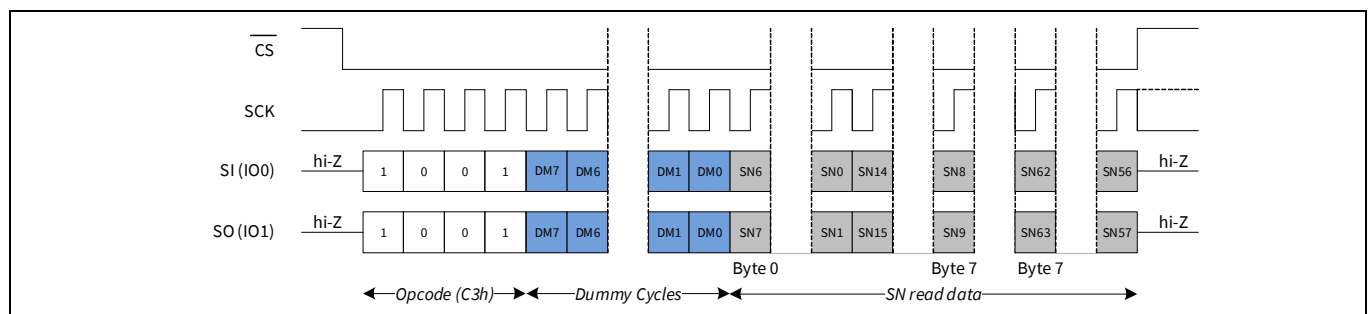 CS
SCK
SI (IO0) hi-Z 1 0 0 1 DM7 DM6 DM1 DM0 SN6 SN0 SN14 SN8 SN62 SN56 hi-Z
SO (IO1) hi-Z 1 0 0 1 DM7 DM6 DM1 DM0 SN7 SN1 SN15 SN9 SN63 SN57 hi-Z
Byte 0 Byte 7 Byte 7
Opcode (C3h) Dummy Cycles SN read data